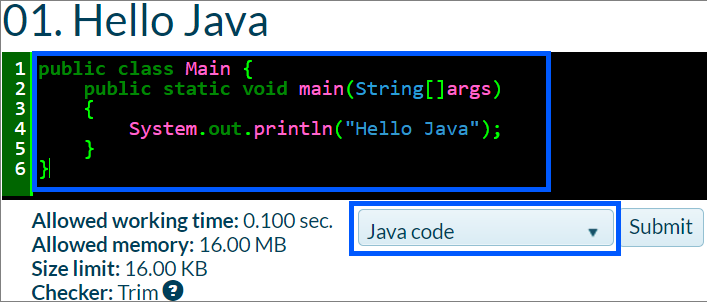 01. Hello Java
1 public class Main {
2 public static void main(String[]args)
3 {
4 System.out.println("Hello Java");
5 }
6 }
Allowed working time: 0.100 sec.
Allowed memory: 16.00 MB
Size limit: 16.00 KB
Checker: Trim ?
Java code
Submit